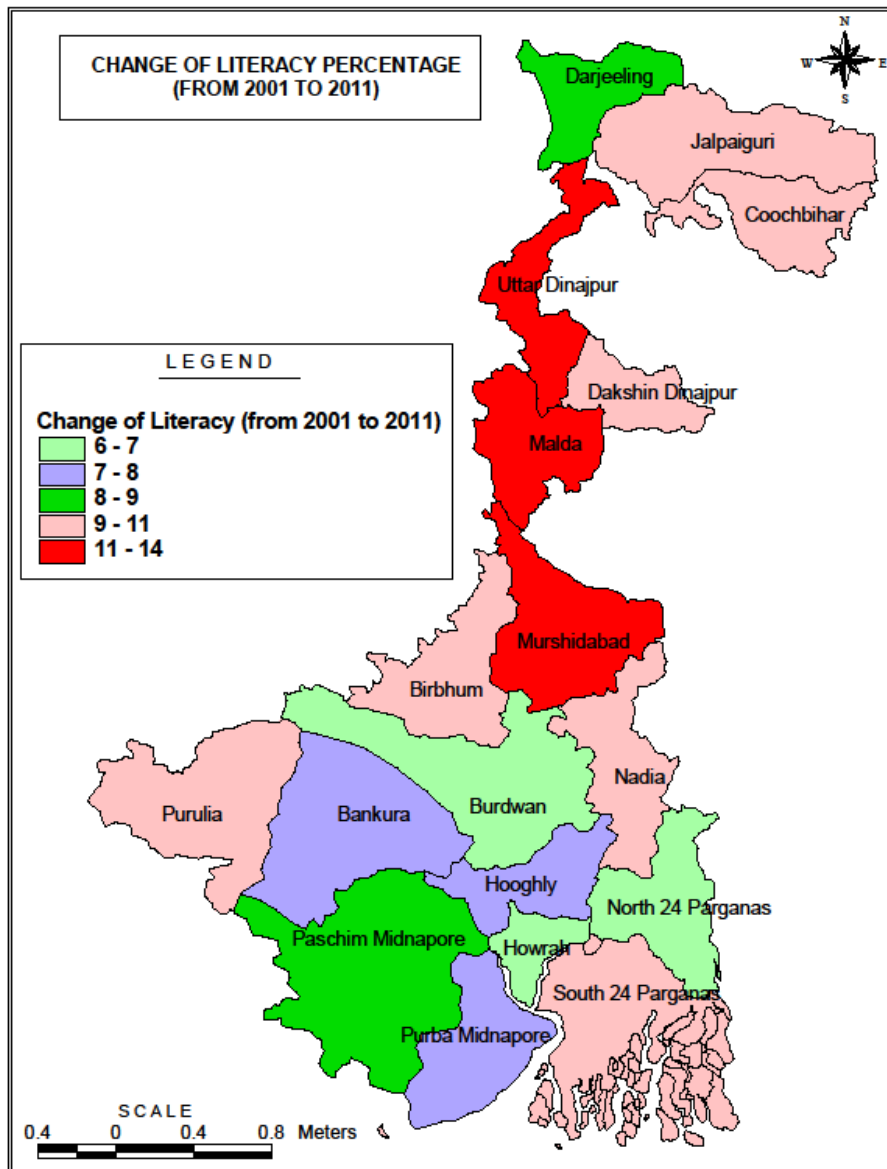 CHANGE OF LITERACY PERCENTAGE
(FROM 2001 TO 2011)
N
W E
S
Darjeeling
Jalpaiguri
Coochbihar
Uttar Dinajpur
LEGEND
Change of Literacy (from 2001 to 2011)
6 - 7
7 - 8
8 - 9
9 - 11
11 - 14
Dakshin Dinajpur
Malda
Murshidabad
Birbhum
Nadia
Purulia
Bankura
Burdwan
Hooghly
North 24 Parganas
Paschim Midnapore
Howrah
South 24 Parganas
Purba Midnapore
SCALE
0.4 0 0.4 0.8 Meters